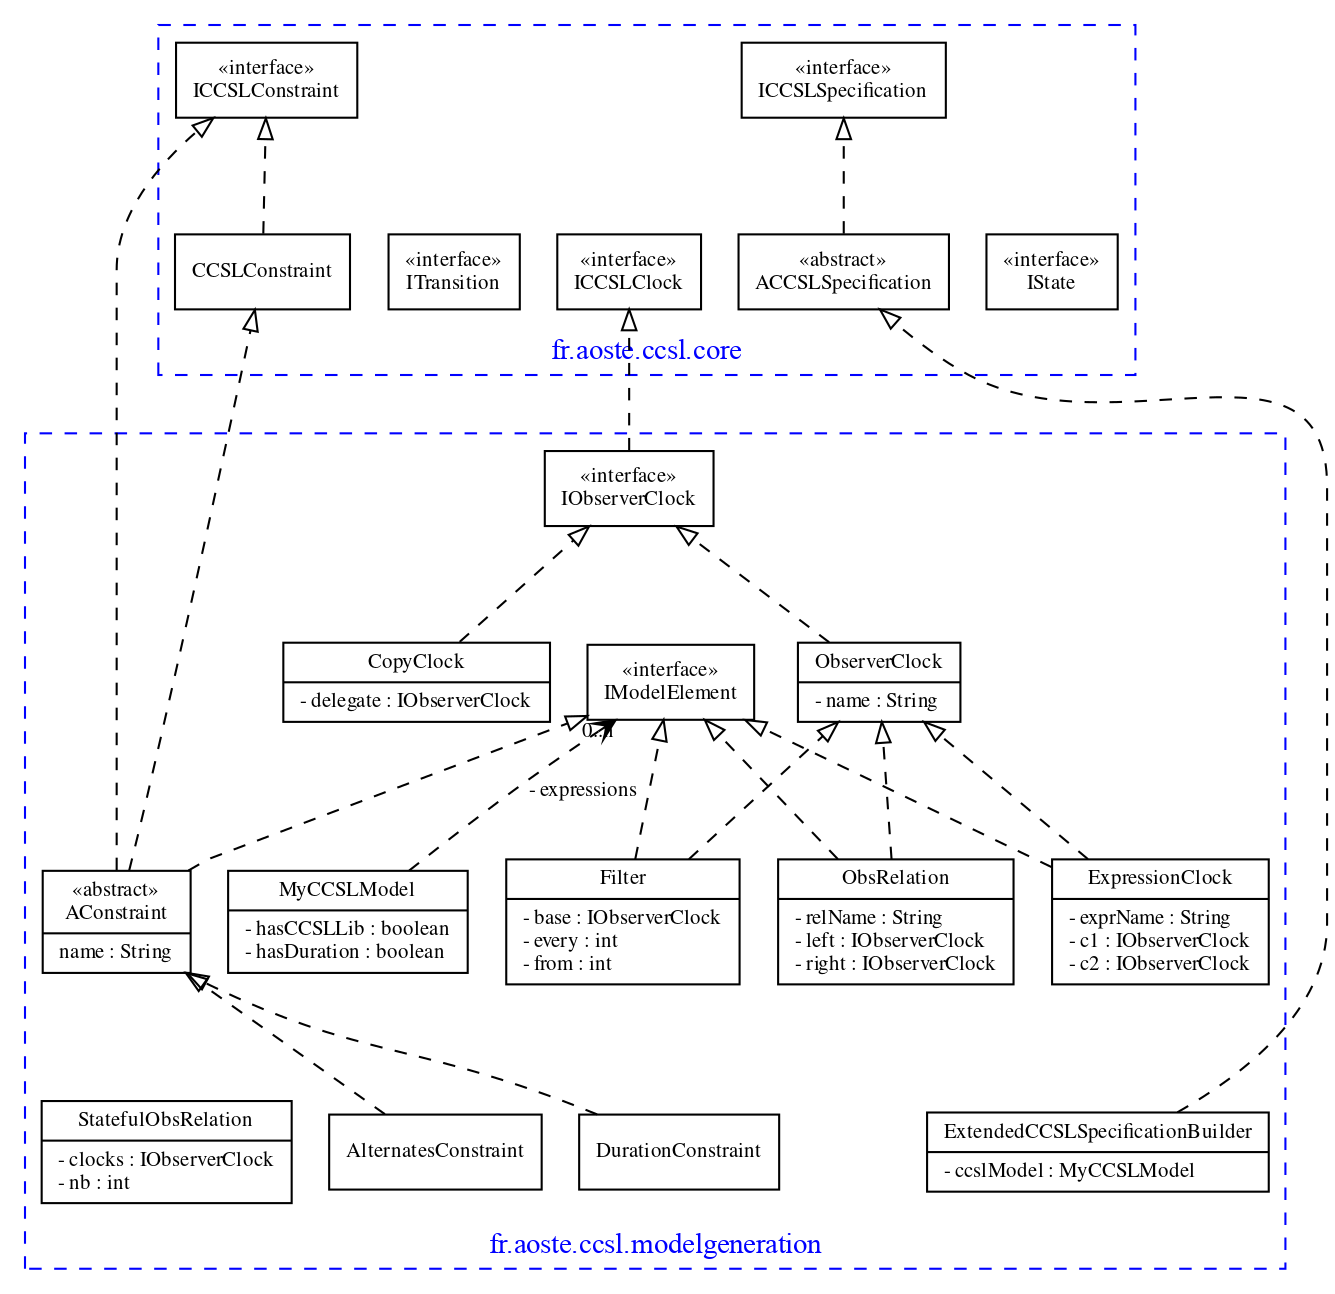 «interface»
ICCSLConstraint
«interface»
ICCSLSpecification
CCSLConstraint
«interface»
ITransition
«interface»
ICCSLClock
«abstract»
ACCSLSpecification
«interface»
IState
fr.aoste.ccsl.core
«interface»
IObserverClock
CopyClock
- delegate : IObserverClock
«interface»
IModelElement
ObserverClock
- name : String
0..n
- expressions
«abstract»
AConstraint
name : String
MyCCSLModel
- hasCCSLLib : boolean
- hasDuration : boolean
Filter
- base : IObserverClock
- every : int
- from : int
ObsRelation
- relName : String
- left : IObserverClock
- right : IObserverClock
ExpressionClock
- exprName : String
- c1 : IObserverClock
- c2 : IObserverClock
StatefulObsRelation
- clocks : IObserverClock
- nb : int
AlternatesConstraint
DurationConstraint
ExtendedCCSLSpecificationBuilder
- ccslModel : MyCCSLModel
fr.aoste.ccsl.modelgeneration